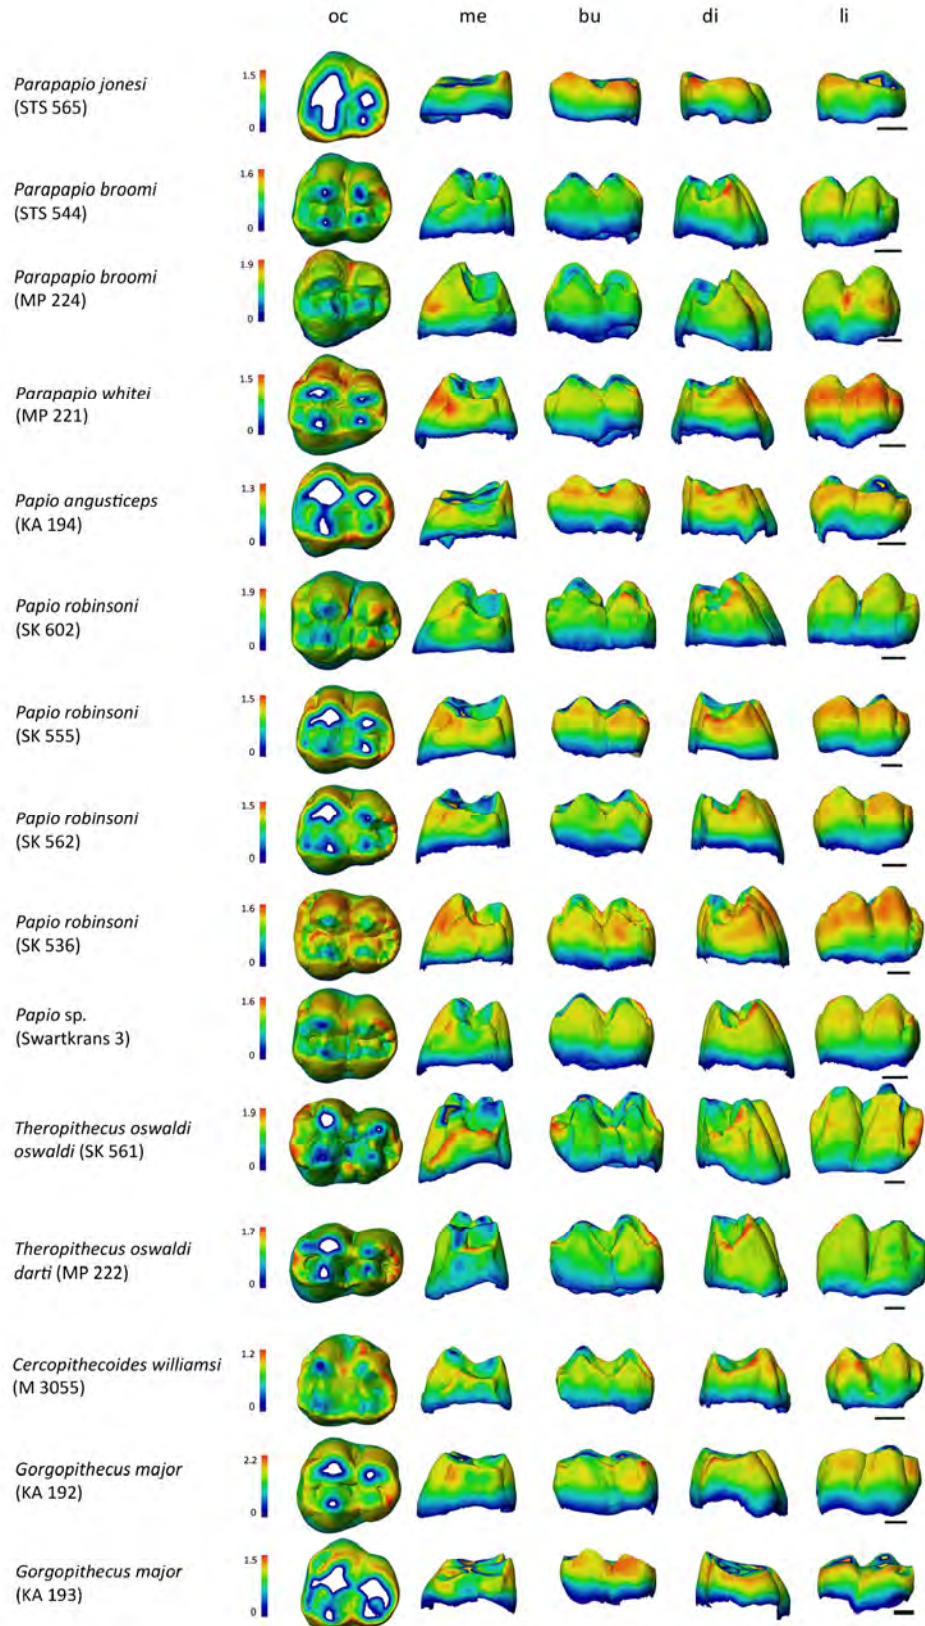 oc me bu di li
Parapapio jonesi
(STS 565)
1.5
0
Parapapio broomi
(STS 544)
1.6
0
Parapapio broomi
(MP 224)
1.9
0
Parapapio whitei
(MP 221)
1.5
0
Papio angusticeps
(KA 194)
1.3
0
Papio robinsoni
(SK 602)
1.9
0
Papio robinsoni
(SK 555)
1.5
0
Papio robinsoni
(SK 562)
1.5
0
Papio robinsoni
(SK 536)
1.6
0
Papio sp.
(Swartkrans 3)
1.6
0
Theropithecus oswaldi
oswaldi (SK 561)
1.9
0
Theropithecus oswaldi
darti (MP 222)
1.7
0
Cercopithecoides williamsi
(M 3055)
1.2
0
Gorgopithecus major
(KA 192)
2.2
0
Gorgopithecus major
(KA 193)
1.5
0